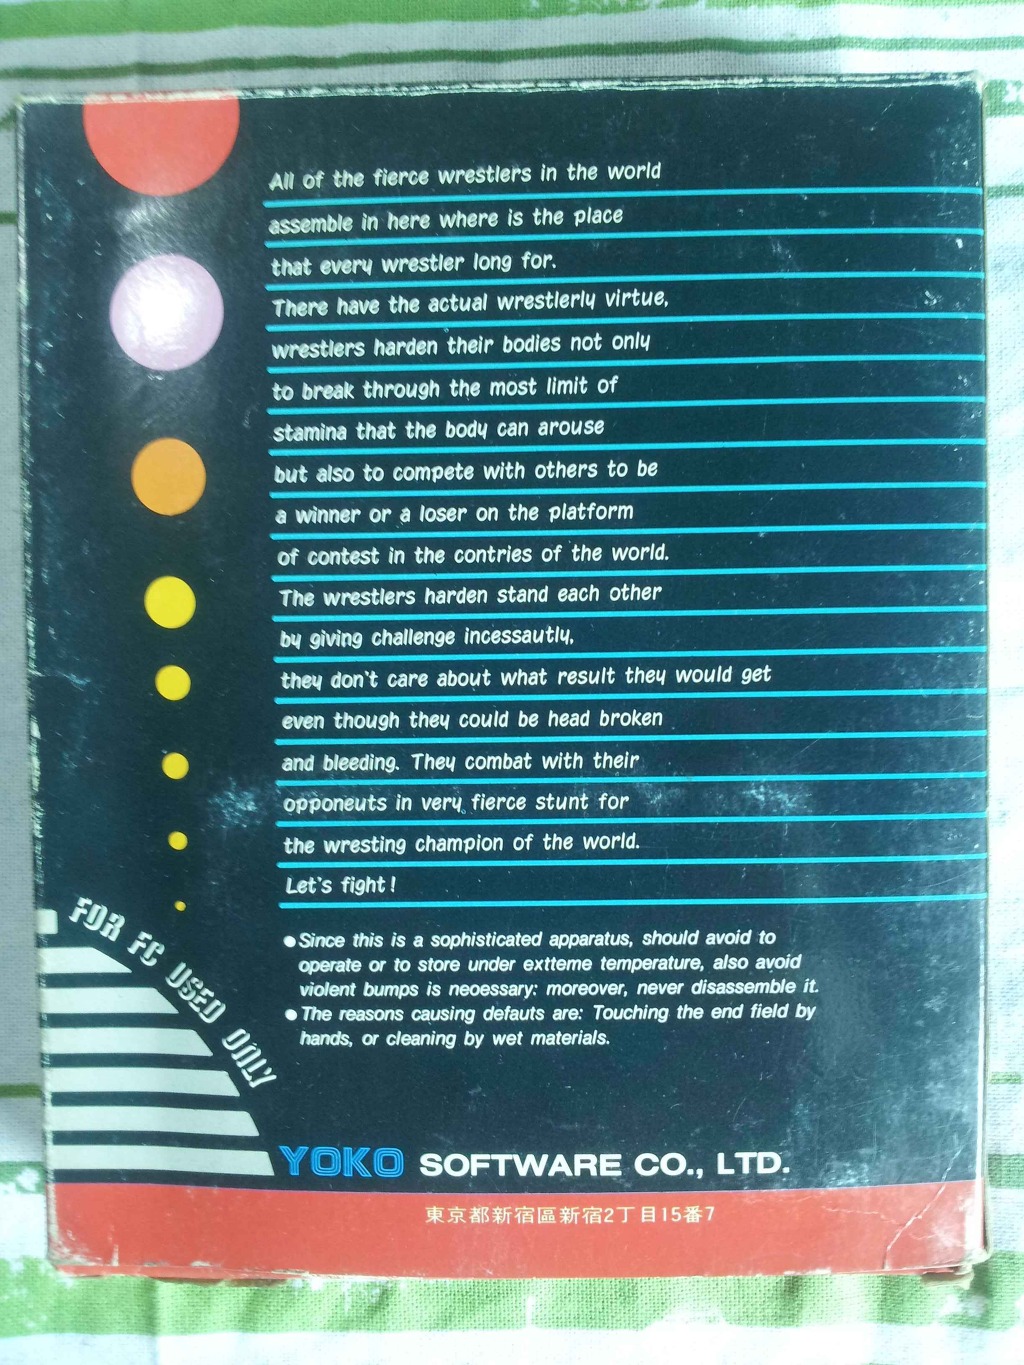 All of the fierce wrestlers in the world
assemble in here where is the place
that every wrestler long for.
There have the actual wrestlerly virtue,
wrestlers harden their bodies not only
to break through the most limit of
stamina that the body can arouse
but also to compete with others to be
a winner or a loser on the platform
of contest in the contries of the world.
The wrestlers harden stand each other
by giving challenge incessautly,
they don't care about what result they would get
even though they could be head broken
and bleeding. They combat with their
opponeuts in very fierce stunt for
the wresting champion of the world.
Let's fight!
●Since this is a sophisticated apparatus, should avoid to
operate or to store under extteme temperature, also avoid
violent bumps is neoessary: moreover, never disassemble it.
●The reasons causing defauts are: Touching the end field by
hands, or cleaning by wet materials.
FOR FC USED ONLY
YOKO SOFTWARE CO., LTD.
東京都新宿區新宿2丁目15番7